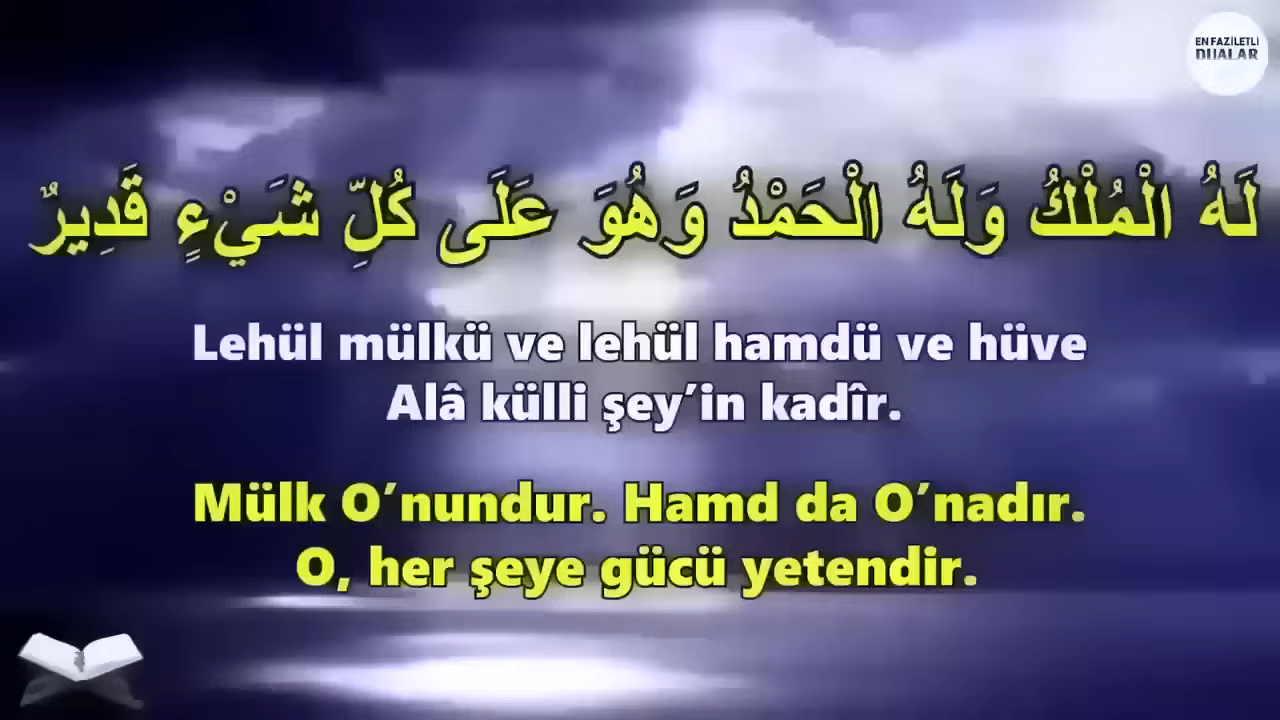 EN FAZİLETLİ
DUALAR
لَهُ الْمُلْكُ وَلَهُ الْحَمْدُ وَهُوَ عَلَى كُلِّ شَيْءٍ قَدِيرٌ
Lehül mülkü ve lehül hamdü ve hüve
Alâ külli şey’in kadîr.
Mülk O’nundur. Hamd da O’nadır.
O, her şeye gücü yetendir.